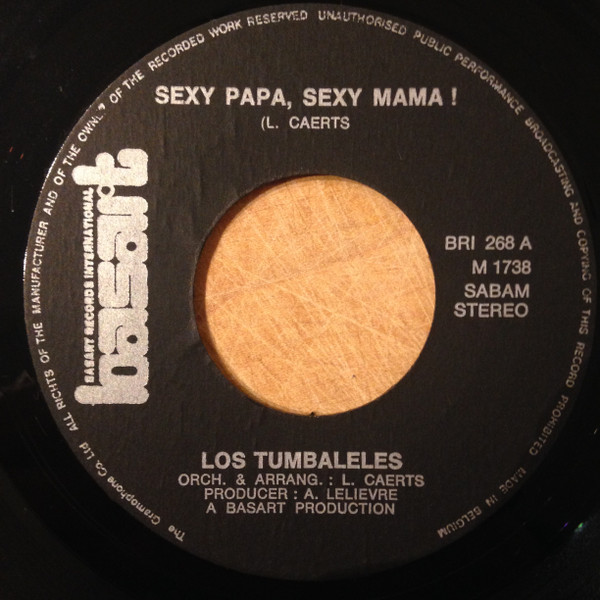 SEXY PAPA, SEXY MAMA !
(L. CAERTS
basart
BASART RECORDS INTERNATIONAL
BRI 268 A
M 1738
SABAM
STEREO
LOS TUMBALELES
ORCH. & ARRANG. : L. CAERTS
PRODUCER : A. LELIEVRE
A BASART PRODUCTION
The Gramophone Co. Ltd ALL RIGHTS OF THE MANUFACTURER AND OF THE OWNER OF THE RECORDED WORK RESERVED UNAUTHORISED PUBLIC PERFORMANCE BROADCASTING AND COPYING OF THIS RECORD PROHIBITED MADE IN BELGIUM